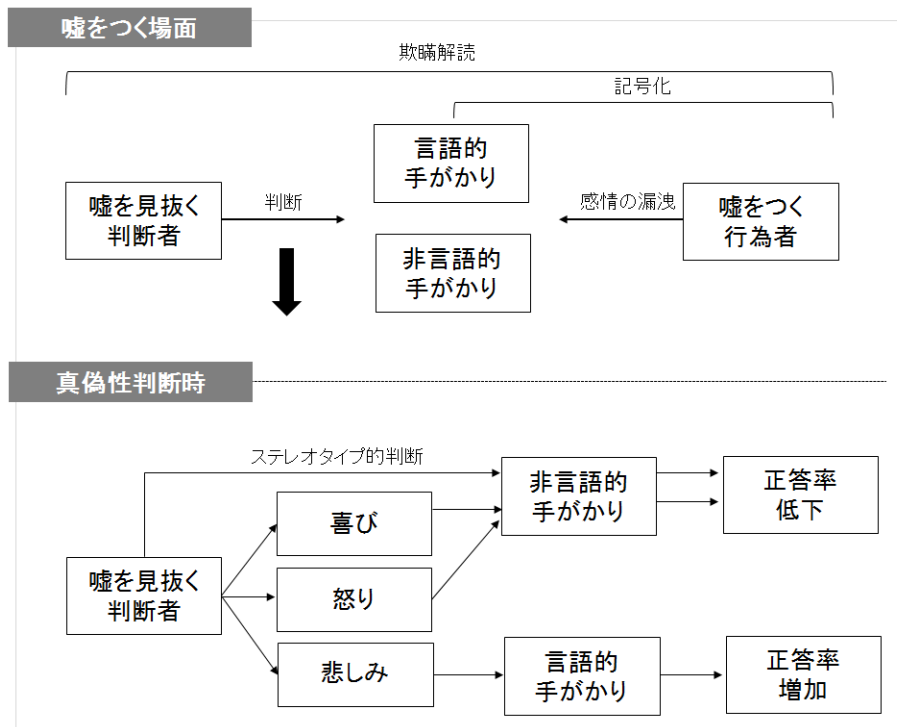 嘘をつく場面
欺瞞解読
記号化
言語的
手がかり
嘘を見抜く
判断者
判断
感情の漏洩
嘘をつく
行為者
非言語的
手がかり
真偽性判断時
ステレオタイプ的判断
非言語的
手がかり
正答率
低下
喜び
嘘を見抜く
判断者
怒り
悲しみ
言語的
手がかり
正答率
増加